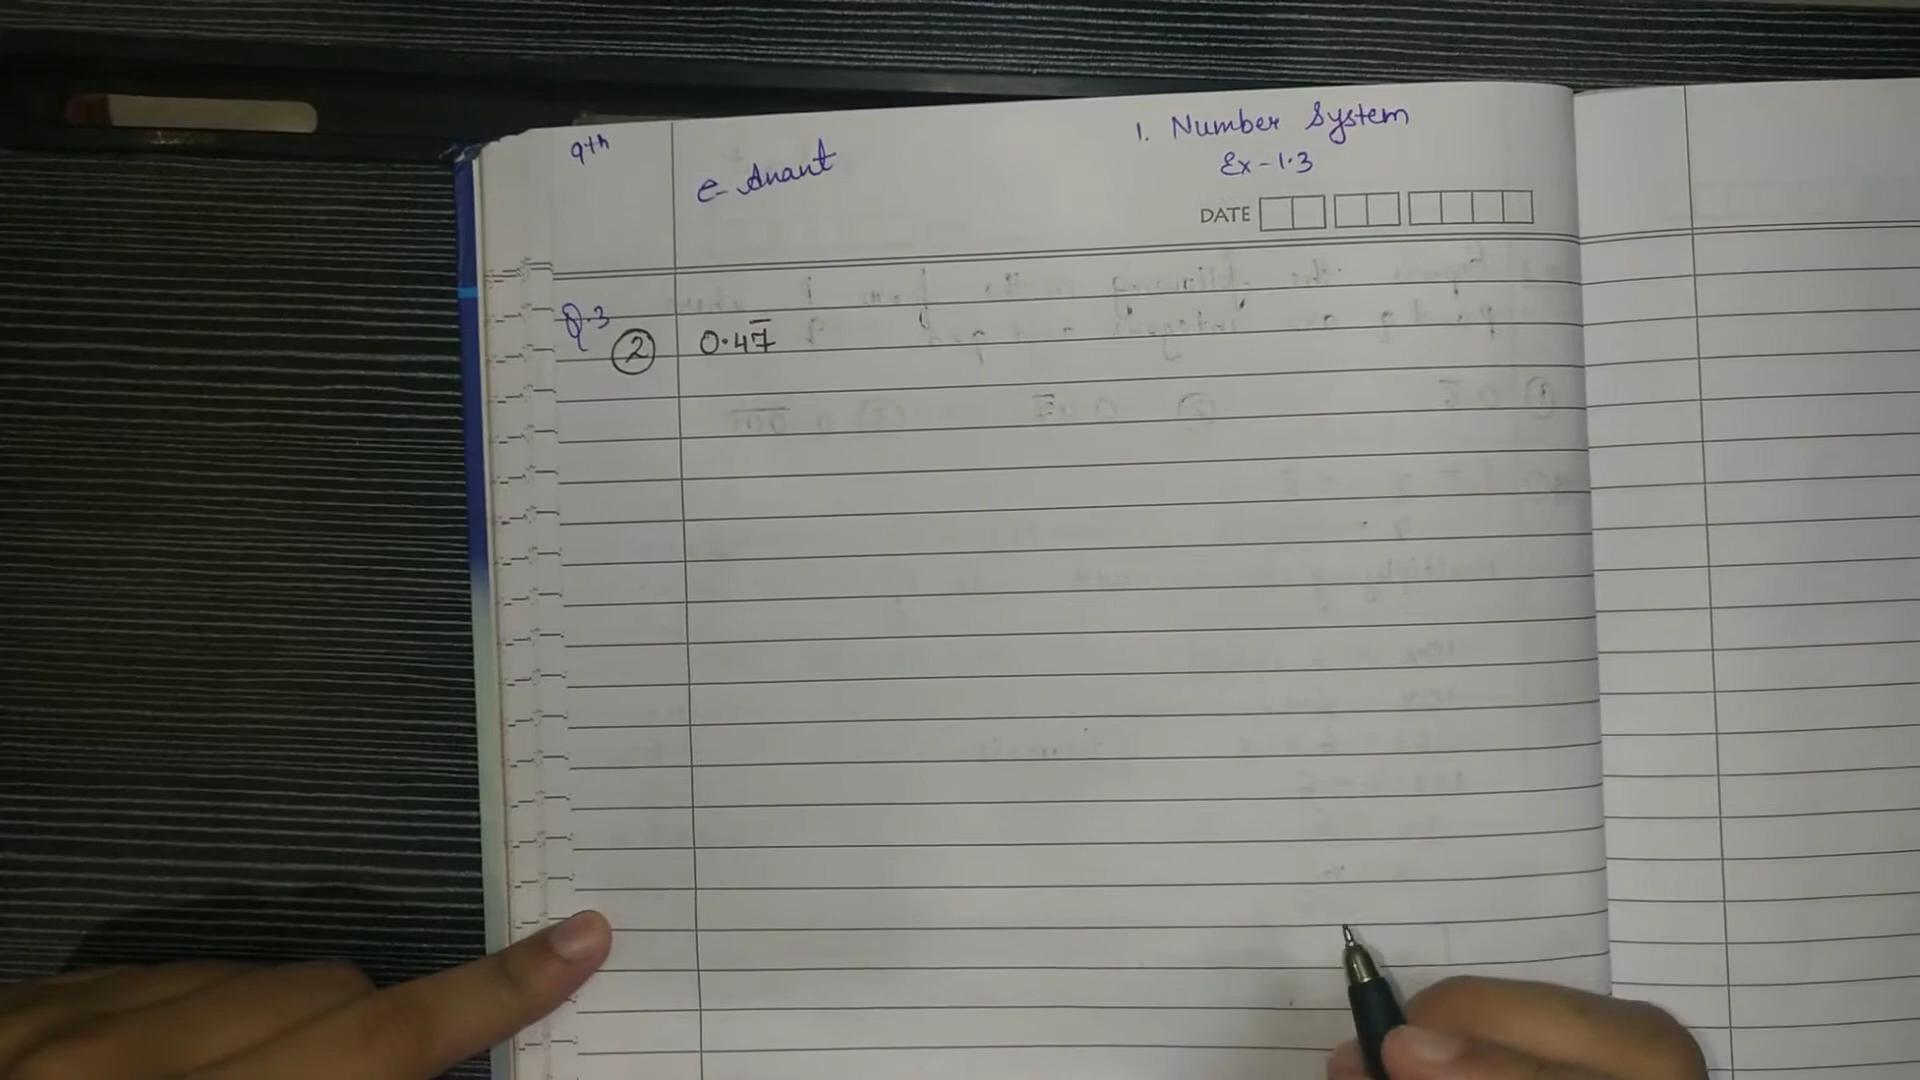 9th
e-Anant
1. Number System
Ex-1.3
DATE
Q.3
② 0.47̅